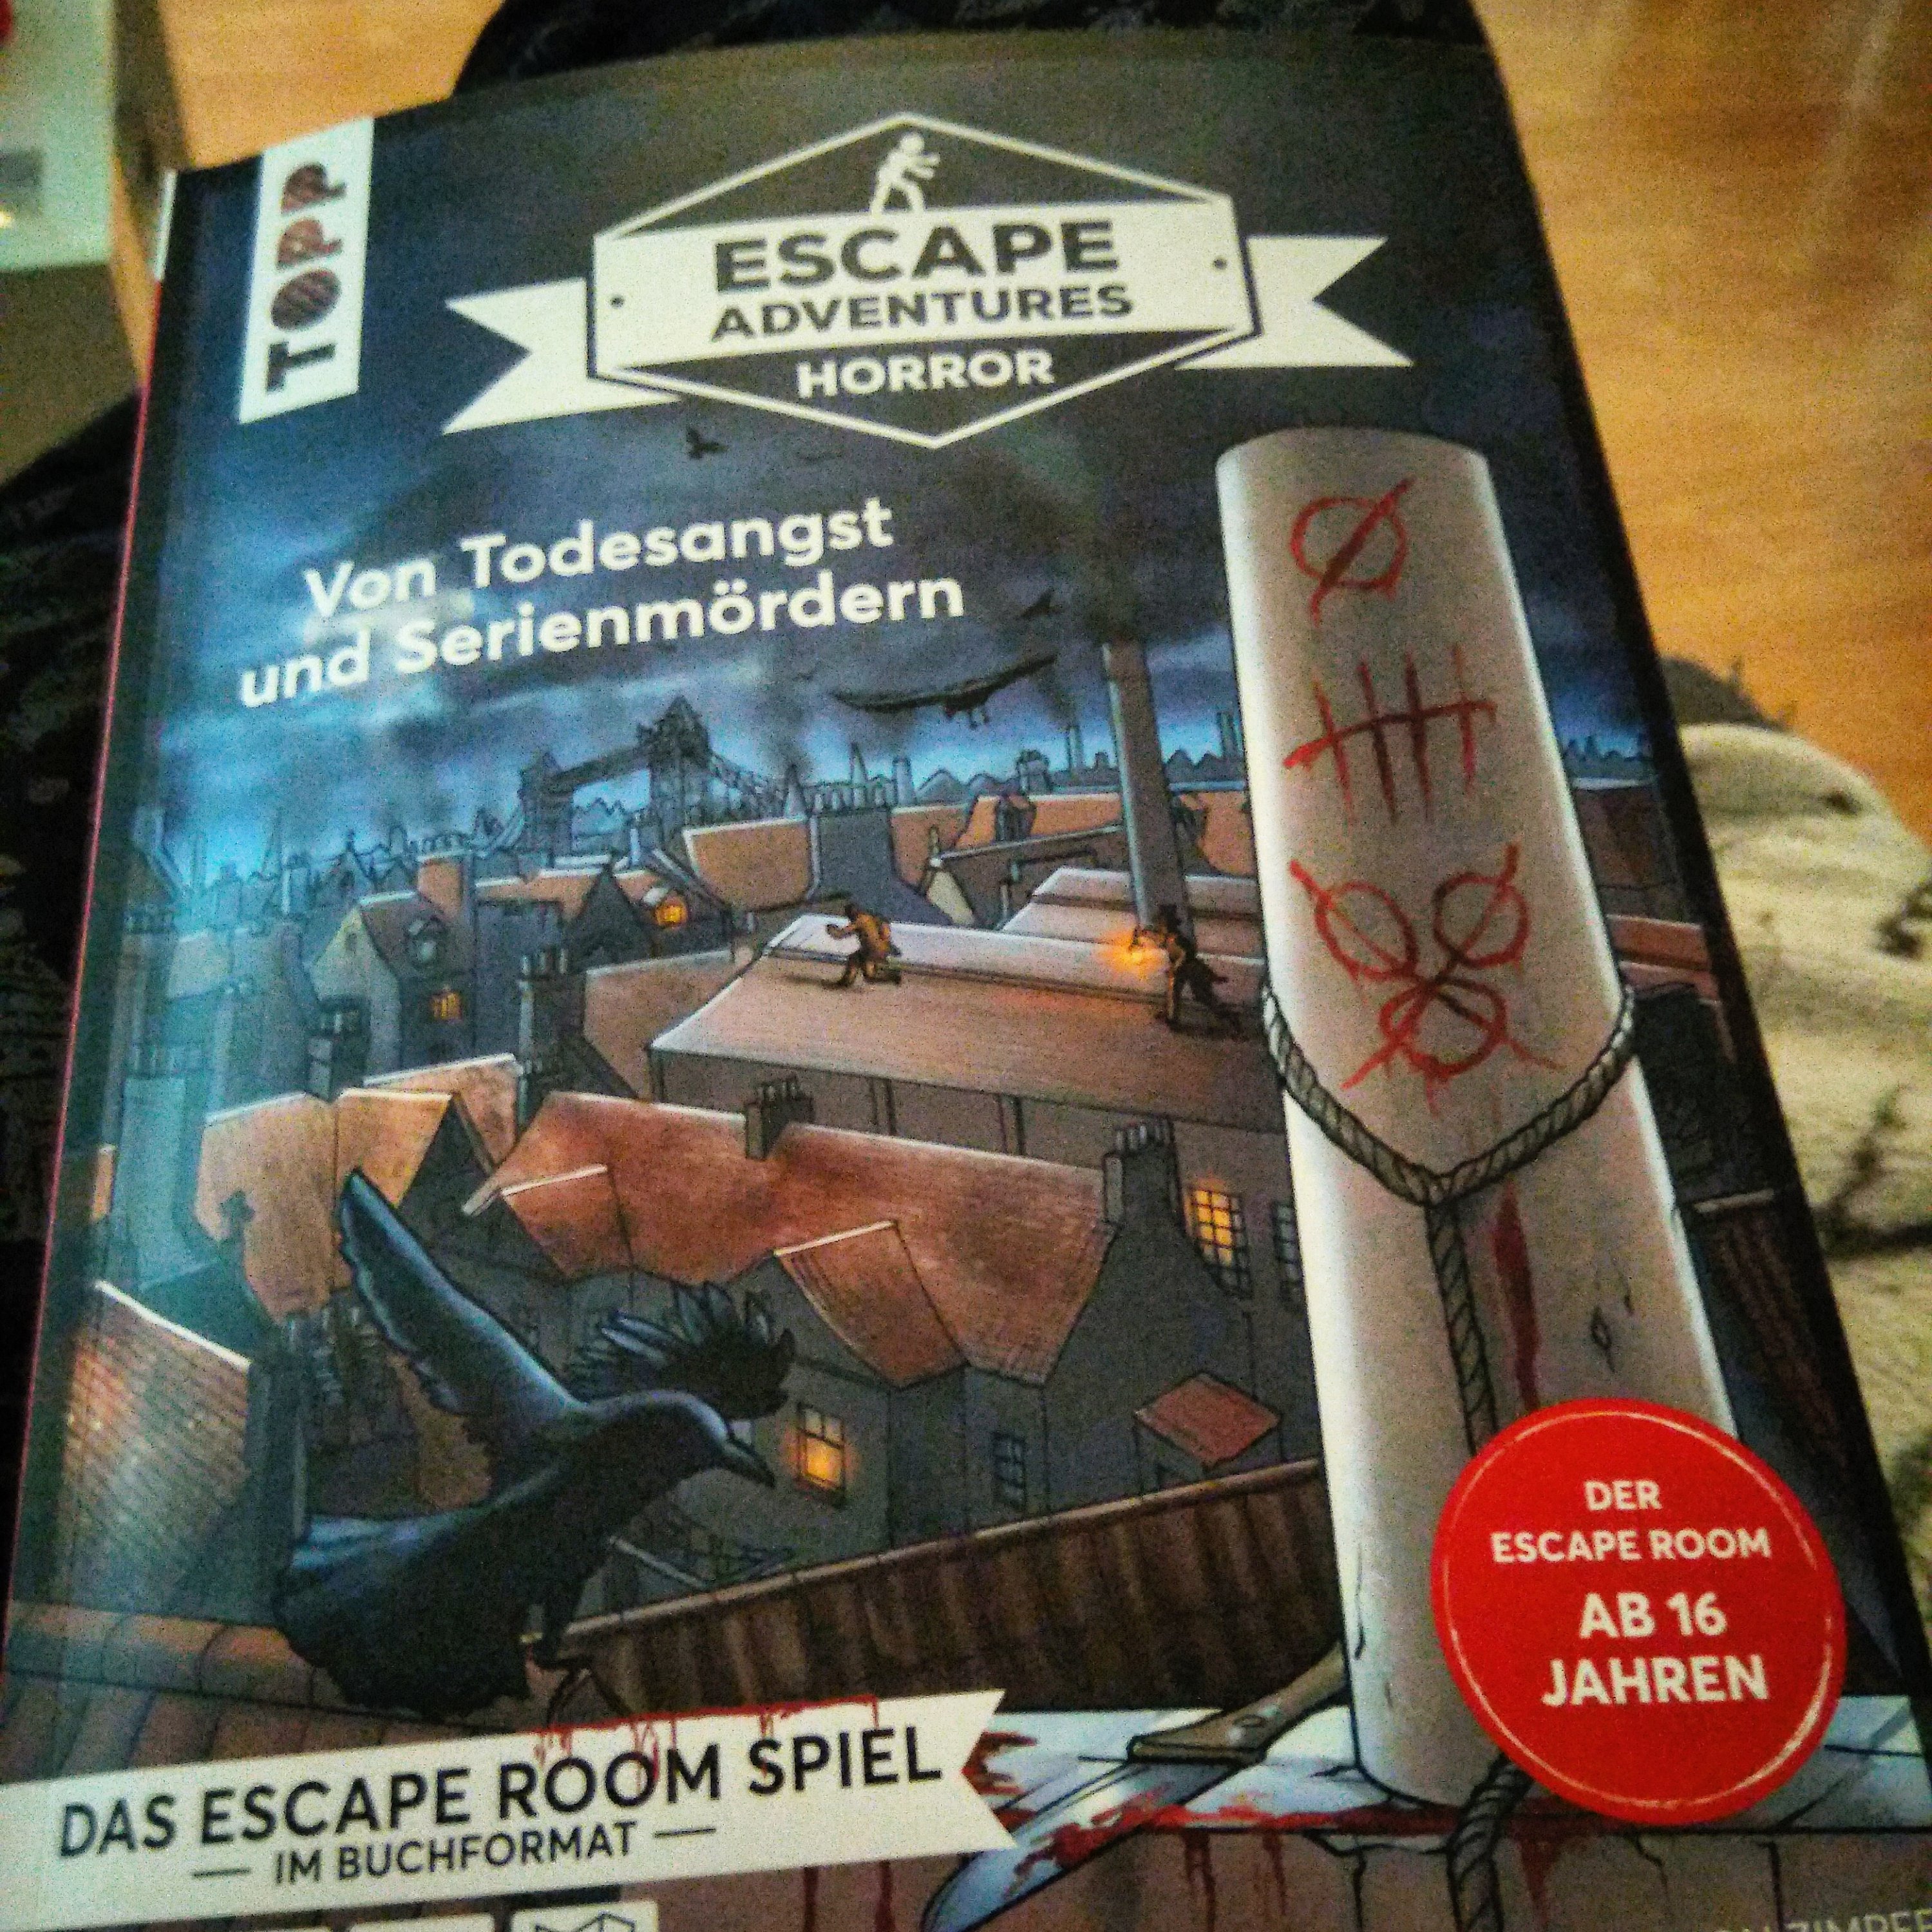 TOPP
ESCAPE
ADVENTURES
HORROR
Von Todesangst
und Serienmördern
DER
ESCAPE ROOM
AB 16
JAHREN
DAS ESCAPE ROOM SPIEL
— IM BUCHFORMAT —